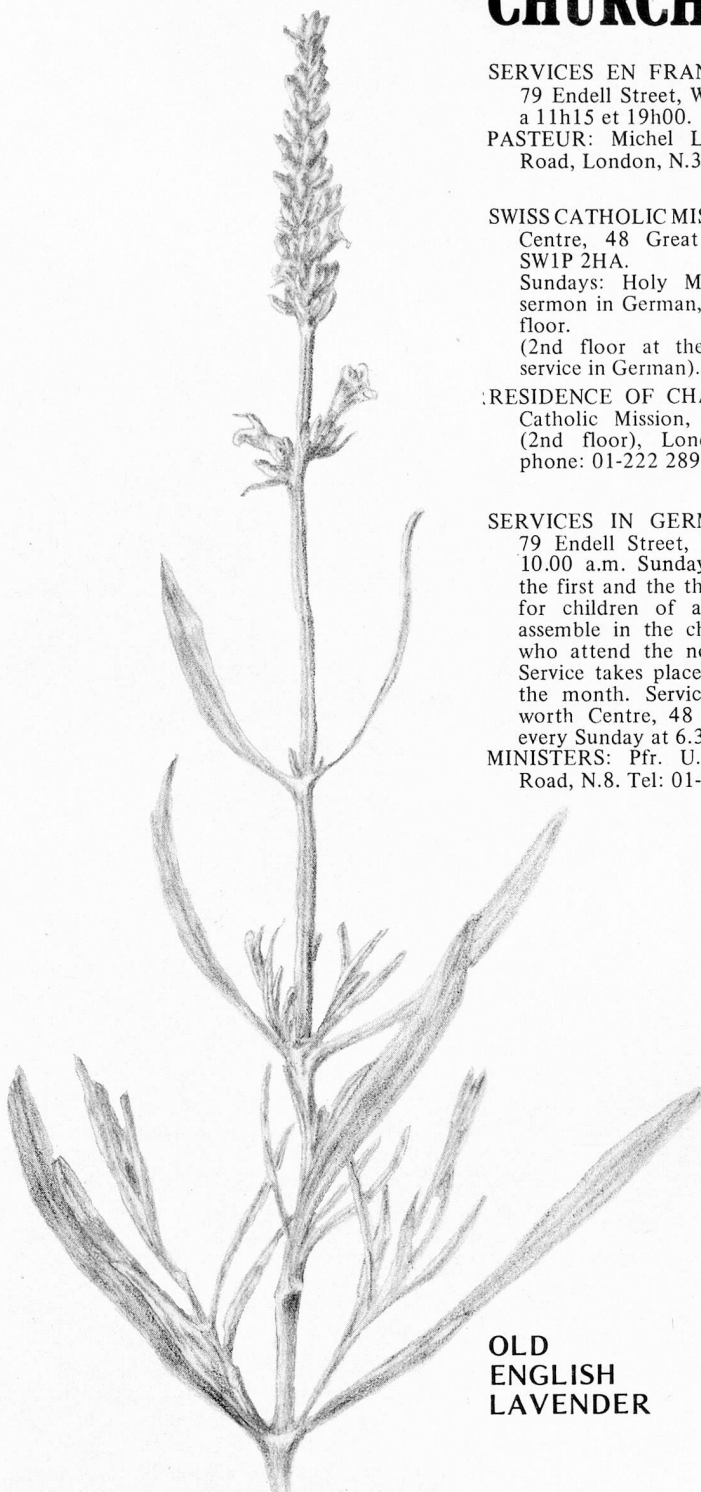 CHURCH
SERVICES EN FRAN
79 Endell Street, W
a 11h15 et 19h00.
PASTEUR: Michel L
Road, London, N.3
SWISS CATHOLIC MIS
Centre, 48 Great
SW1P 2HA.
Sundays: Holy M
sermon in German,
floor.
(2nd floor at the
service in German).
RESIDENCE OF CHA
Catholic Mission,
(2nd floor), Lon
phone: 01-222 289
SERVICES IN GERM
79 Endell Street,
10.00 a.m. Sunday
the first and the th
for children of a
assemble in the ch
who attend the no
Service takes place
the month. Servic
worth Centre, 48
every Sunday at 6.3
MINISTERS: Pfr. U.
Road, N.8. Tel: 01-
OLD
ENGLISH
LAVENDER